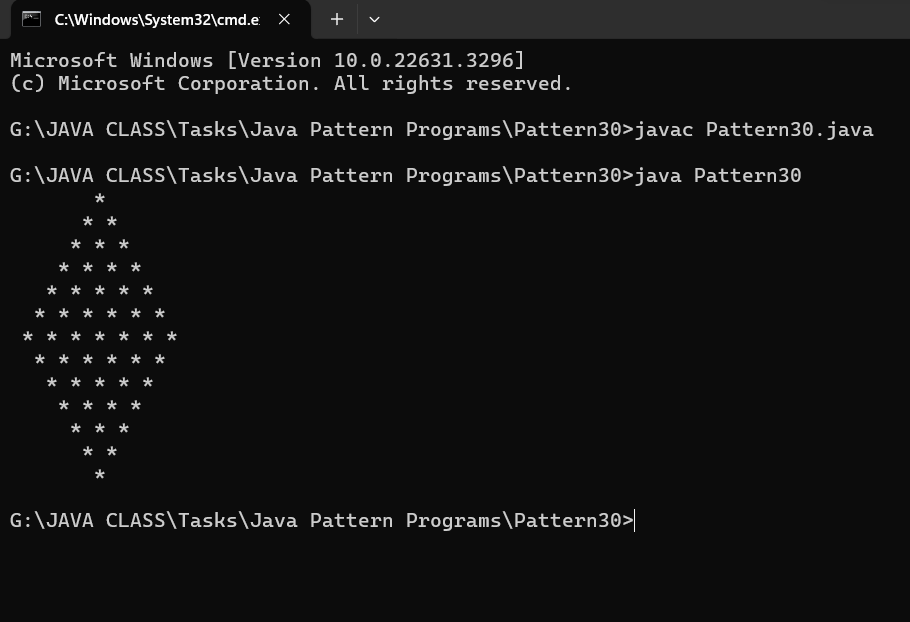 C:\Windows\System32\cmd.e
Microsoft Windows [Version 10.0.22631.3296]
(c) Microsoft Corporation. All rights reserved.
G:\JAVA CLASS\Tasks\Java Pattern Programs\Pattern30>javac Pattern30.java
G:\JAVA CLASS\Tasks\Java Pattern Programs\Pattern30>java Pattern30
       *
      * *
     * * *
    * * * *
   * * * * *
  * * * * * *
 * * * * * * *
  * * * * * *
   * * * * *
    * * * *
     * * *
      * *
       *
G:\JAVA CLASS\Tasks\Java Pattern Programs\Pattern30>